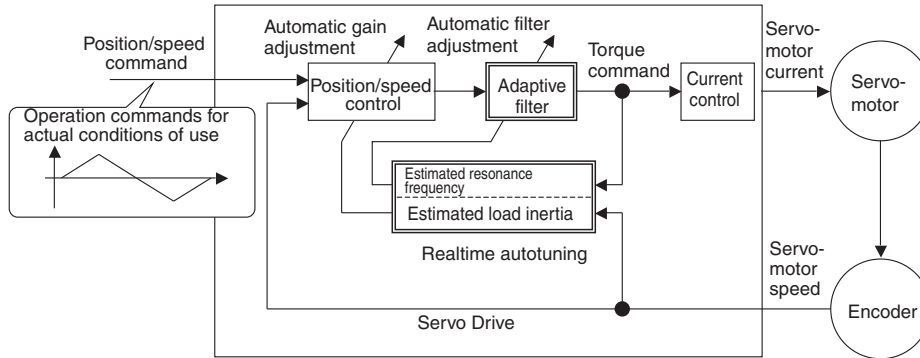 Position/speed
command
Operation commands for
actual conditions of use
Automatic gain
adjustment
Position/speed
control
Automatic filter
adjustment
Adaptive
filter
Torque
command
Current
control
Servo-
motor
current
Servo-
motor
Estimated resonance
frequency
Estimated load inertia
Realtime autotuning
Servo-
motor
speed
Encoder
Servo Drive